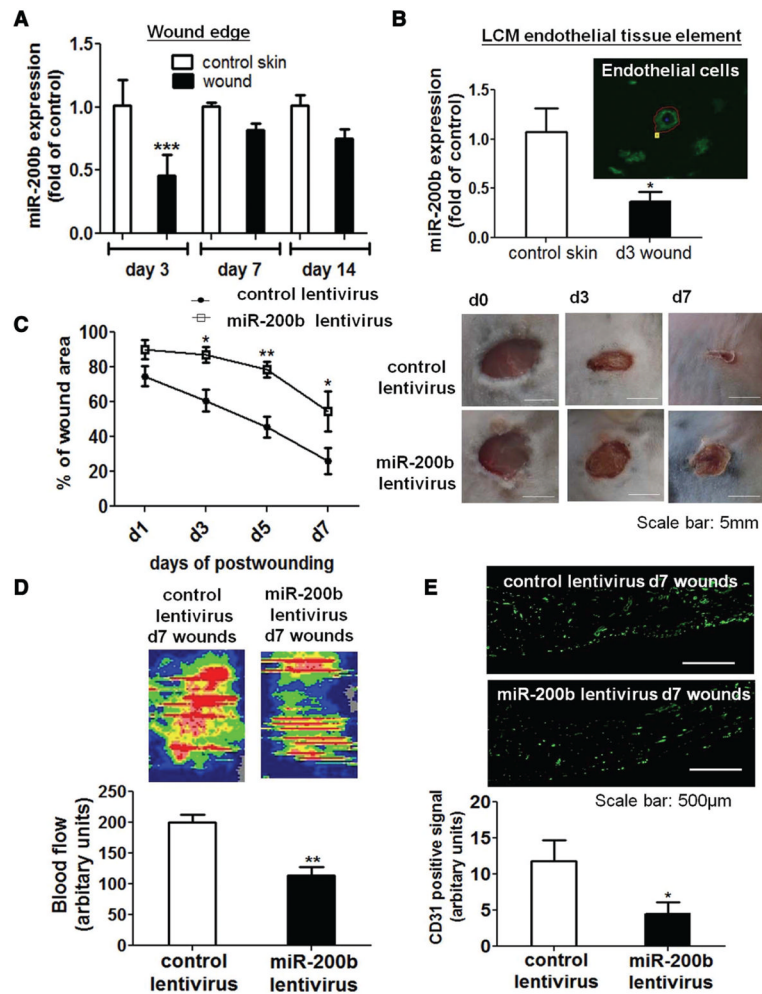 A
Wound edge
control skin
wound
miR-200b expression
(fold of control)
1.5
1.0
0.5
0.0
***
day 3
day 7
day 14
B
LCM endothelial tissue element
Endothelial cells
miR-200b expression
(fold of control)
1.5
1.0
0.5
0.0
*
control skin
d3 wound
C
control lentivirus
miR-200b lentivirus
% of wound area
100
80
60
40
20
0
*
**
*
d1
d3
d5
d7
days of postwounding
d0
d3
d7
control
lentivirus
miR-200b
lentivirus
Scale bar: 5mm
D
control
lentivirus
d7 wounds
miR-200b
lentivirus
d7 wounds
Blood flow
(arbitary units)
250
200
150
100
50
0
**
control
lentivirus
miR-200b
lentivirus
E
control lentivirus d7 wounds
miR-200b lentivirus d7 wounds
Scale bar: 500µm
CD31 positive signal
(arbitary units)
20
15
10
5
0
*
control
lentivirus
miR-200b
lentivirus